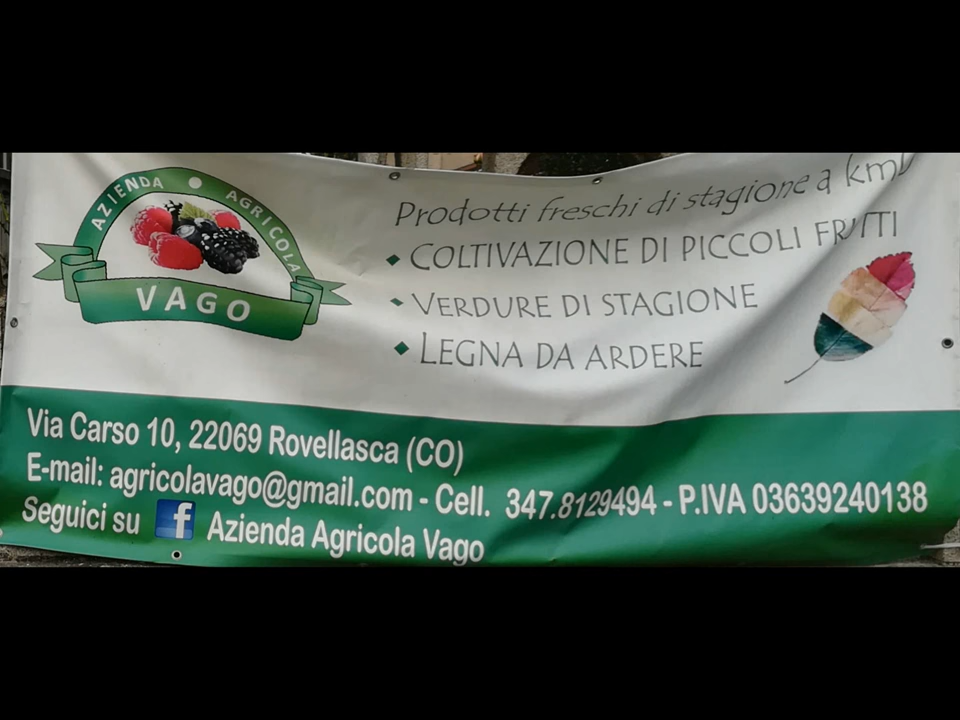 AZIENDA AGRICOLA
VAGO
Prodotti freschi di stagione a
COLTIVAZIONE DI PICCOLI FRUTTI
VERDURE DI STAGIONE
LEGNA DA ARDERE
Via Carso 10, 22069 Rovellasca (CO)
E-mail: agricolavago@gmail.com - Cell. 347.8129494 - P.IVA 03639240138
Seguici su f Azienda Agricola Vago